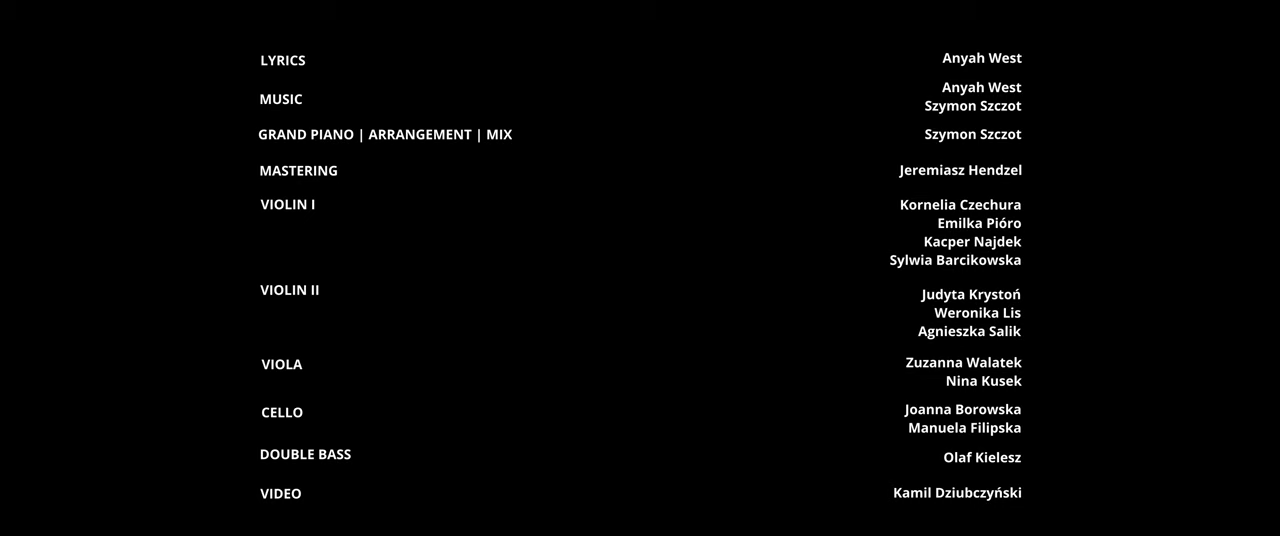 LYRICS Anyah West
MUSIC Anyah West
Szymon Szczot
GRAND PIANO | ARRANGEMENT | MIX Szymon Szczot
MASTERING Jeremiasz Hendzel
VIOLIN I Kornelia Czechura
Emilka Pióro
Kacper Najdek
Sylwia Barcikowska
VIOLIN II Judyta Krystoń
Weronika Lis
Agnieszka Salik
VIOLA Zuzanna Walatek
Nina Kusek
CELLO Joanna Borowska
Manuela Filipska
DOUBLE BASS Olaf Kielesz
VIDEO Kamil Dziubczyński